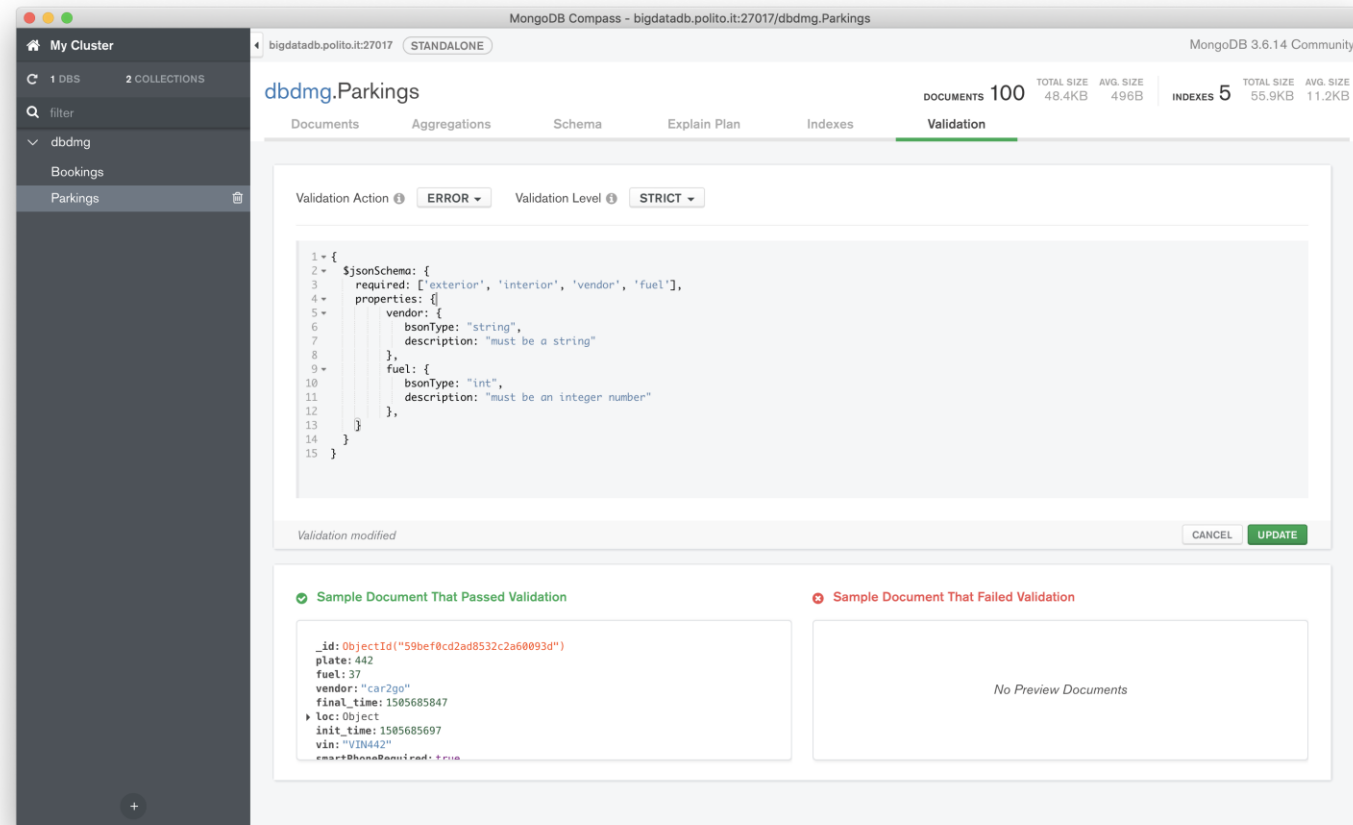 MongoDB Compass - bigdatadb.polito.it:27017/dbdmg.Parkings
My Cluster
1 DBS 2 COLLECTIONS
filter
dbdmg
Bookings
Parkings
bigdatadb.polito.it:27017 STANDALONE
MongoDB 3.6.14 Community
dbdmg.Parkings
DOCUMENTS 100 TOTAL SIZE 48.4KB AVG. SIZE 496B INDEXES 5 TOTAL SIZE 55.9KB AVG. SIZE 11.2KB
Documents Aggregations Schema Explain Plan Indexes Validation
Validation Action ERROR Validation Level STRICT
1 {
2 $jsonSchema: {
3 required: ['exterior', 'interior', 'vendor', 'fuel'],
4 properties: {
5 vendor: {
6 bsonType: "string",
7 description: "must be a string"
8 },
9 fuel: {
10 bsonType: "int",
11 description: "must be an integer number"
12 },
13 }
14 }
15 }
Validation modified
CANCEL UPDATE
Sample Document That Passed Validation
_id: ObjectId("59bef0cd2ad8532c2a60093d")
plate: 442
fuel: 37
vendor: "car2go"
final_time: 1505685847
loc: Object
init_time: 1505685697
vin: "VIN442"
smartPhoneRequired: true
Sample Document That Failed Validation
No Preview Documents
+